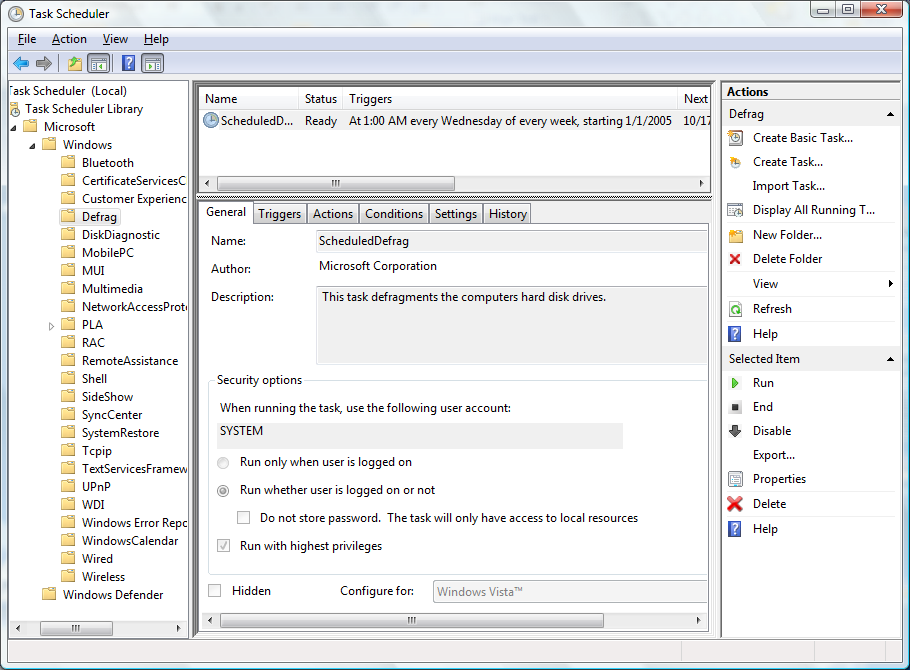 Task Scheduler
File Action View Help
Task Scheduler (Local)
Task Scheduler Library
Microsoft
Windows
Bluetooth
CertificateServicesC
Customer Experienc
Defrag
DiskDiagnostic
MobilePC
MUI
Multimedia
NetworkAccessProt
PLA
RAC
RemoteAssistance
Shell
SideShow
SyncCenter
SystemRestore
Tcpip
TextServicesFramew
UPnP
WDI
Windows Error Repo
WindowsCalendar
Wired
Wireless
Windows Defender
Name Status Triggers Next
ScheduledD... Ready At 1:00 AM every Wednesday of every week, starting 1/1/2005 10/17
General Triggers Actions Conditions Settings History
Name: ScheduledDefrag
Author: Microsoft Corporation
Description: This task defragments the computers hard disk drives.
Security options
When running the task, use the following user account:
SYSTEM
Run only when user is logged on
Run whether user is logged on or not
Do not store password. The task will only have access to local resources
Run with highest privileges
Hidden Configure for: Windows Vista™
Actions
Defrag
Create Basic Task...
Create Task...
Import Task...
Display All Running T...
New Folder...
Delete Folder
View
Refresh
Help
Selected Item
Run
End
Disable
Export...
Properties
Delete
Help